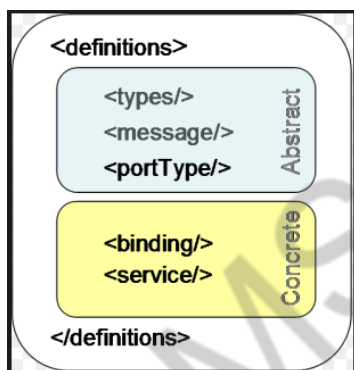 <definitions>
<types/>
<message/>
<portType/>
Abstract
<binding/>
<service/>
Concrete
</definitions>